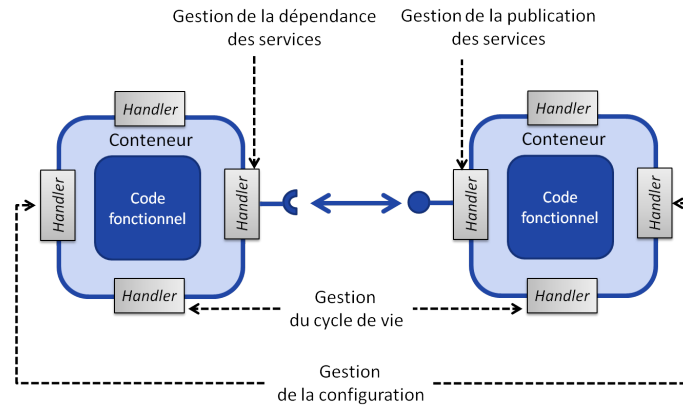 Gestion de la dépendance
des services
Gestion de la publication
des services
Handler
Conteneur
Handler
Code
fonctionnel
Handler
Handler
Handler
Conteneur
Handler
Code
fonctionnel
Handler
Handler
Gestion
du cycle de vie
Gestion
de la configuration